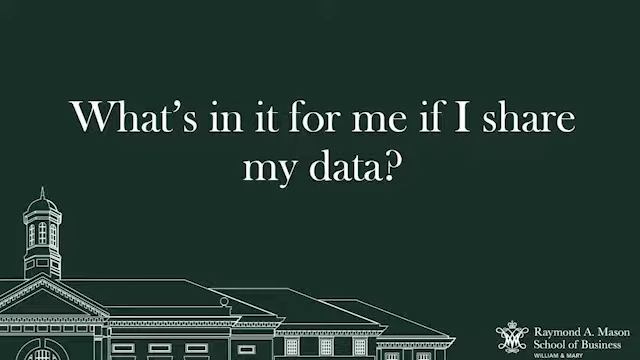 What's in it for me if I share
my data?
Raymond A. Mason
School of Business
WILLIAM & MARY